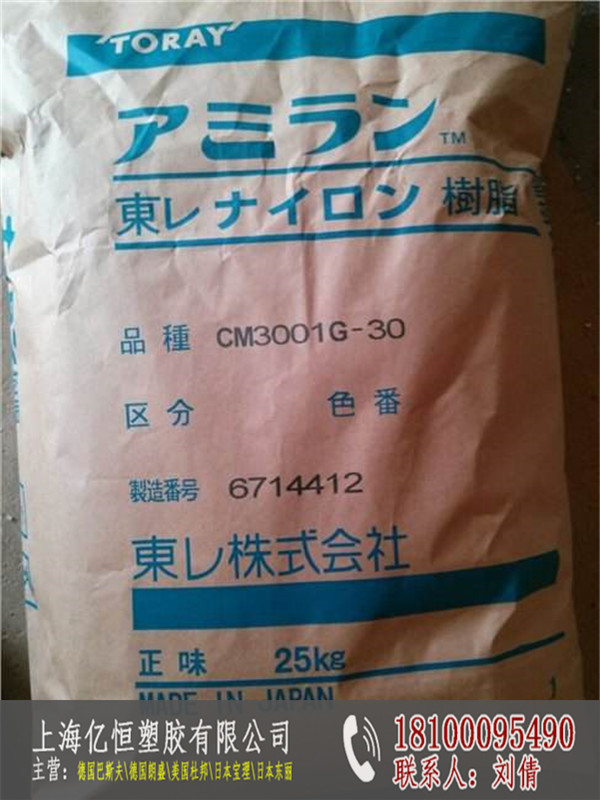 TORAY
アミラン™
東レナイロン樹脂
品種 CM3001G-30
区分 色番
製造番号 6714412
東レ株式会社
正味 25kg
MADE IN JAPAN
上海亿恒塑胶有限公司
主营:德国巴斯夫\德国朗盛\美国杜邦\日本宝理\日本东丽
18100095490
联系人:刘倩